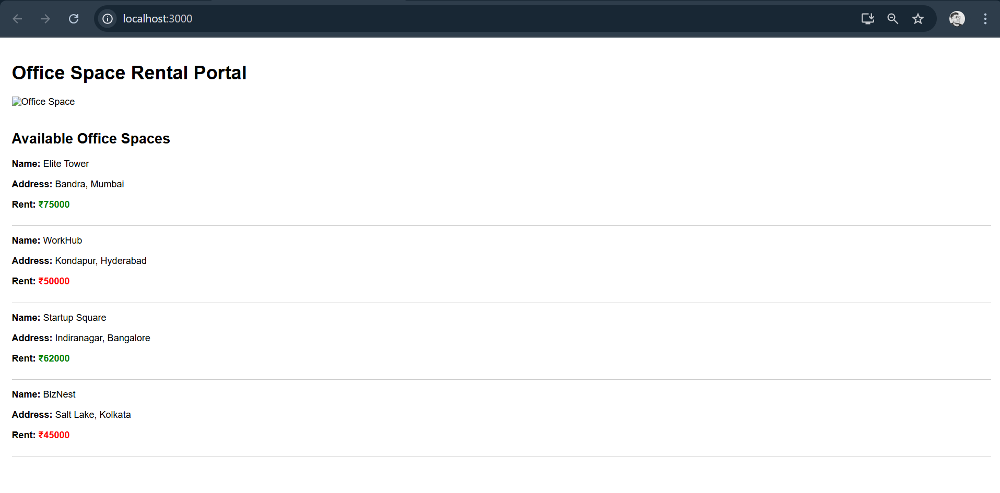 localhost:3000
Office Space Rental Portal
Office Space
Available Office Spaces
Name: Elite Tower
Address: Bandra, Mumbai
Rent: ₹75000
Name: WorkHub
Address: Kondapur, Hyderabad
Rent: ₹50000
Name: Startup Square
Address: Indiranagar, Bangalore
Rent: ₹62000
Name: BizNest
Address: Salt Lake, Kolkata
Rent: ₹45000